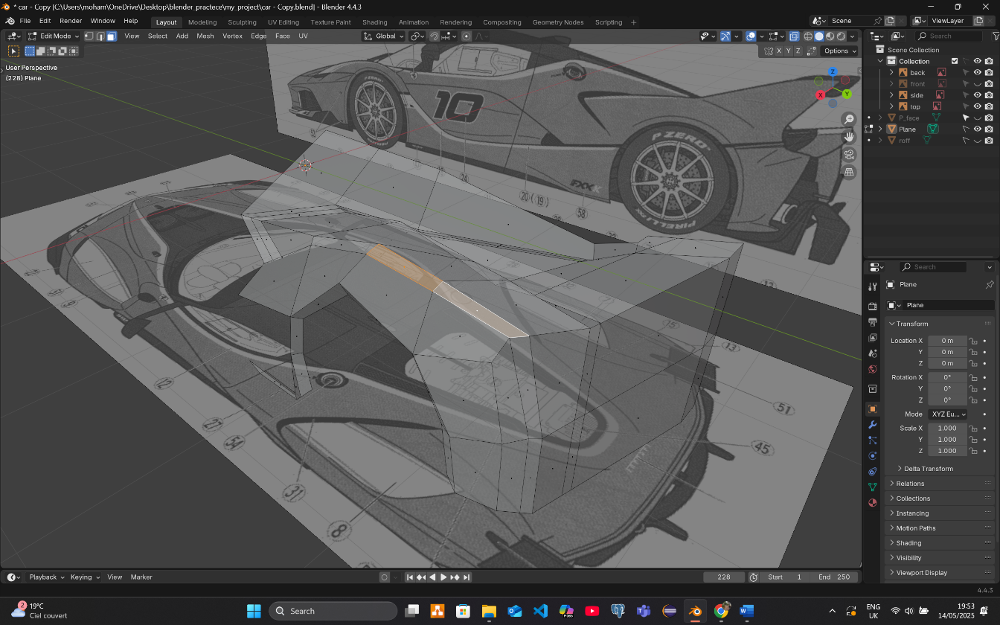 * car - Copy [C:\Users\moham\OneDrive\Desktop\blender_practece\my_project\car - Copy.blend] - Blender 4.4.3
File Edit Render Window Help Layout Modeling Sculpting UV Editing Texture Paint Shading Animation Rendering Compositing Geometry Nodes Scripting + Scene ViewLayer
Edit Mode View Select Add Mesh Vertex Edge Face UV Global Search
X Y Z Options
User Perspective
(228) Plane
Scene Collection
Collection
back
front
side
top
P_face
Plane
roff
Z
X
Y
10
P ZERO
PIRELLI
FXXK
24
20 (19)
58
15
13
12
51
45
27
54
31
8
Search
Plane
Plane
Transform
Location X 0 m
Y 0 m
Z 0 m
Rotation X 0°
Y 0°
Z 0°
Mode XYZ Eu...
Scale X 1.000
Y 1.000
Z 1.000
Delta Transform
Relations
Collections
Instancing
Motion Paths
Shading
Visibility
Viewport Display
Playback Keying View Marker 228 Start 1 End 250
4.4.3
2
19°C
Ciel couvert
Search
M365
ENG
UK
19:53
14/05/2025